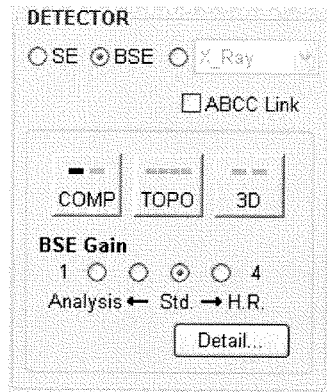 DETECTOR
SE BSE X_Ray
ABCC Link
COMP TOPO 3D
BSE Gain
1 4
Analysis ← Std. → H.R.
Detail...